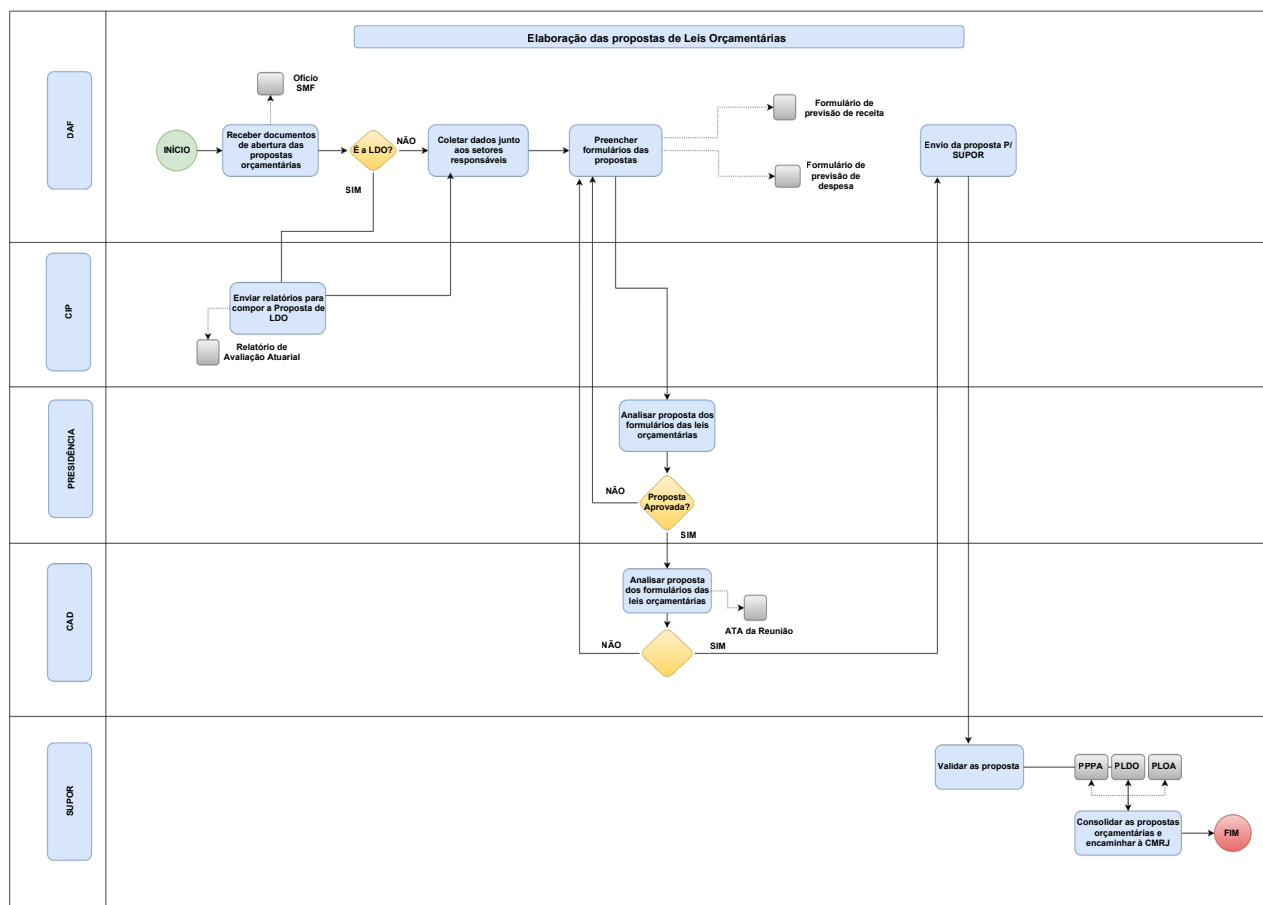 Elaboração das propostas de Leis Orçamentárias
DAF
INÍCIO
Receber documentos
de abertura das
propostas
orçamentárias
Ofício
SMF
É a LDO?
NÃO
SIM
Coletar dados junto
aos setores
responsáveis
Preencher
formulários das
propostas
Formulário de
previsão de receita
Formulário de
previsão de
despesa
Envio da proposta P/
SUPOR
CIP
Enviar relatórios para
compor a Proposta de
LDO
Relatório de
Avaliação Atuarial
PRESIDÊNCIA
Analisar proposta dos
formulários das leis
orçamentárias
Proposta
Aprovada?
NÃO
SIM
CAD
Analisar proposta
dos formulários das
leis orçamentárias
ATA da Reunião
NÃO
SIM
SUPOR
Validar as proposta
PPPA
PLDO
PLOA
Consolidar as propostas
orçamentárias e
encaminhar à CMRJ
FIM